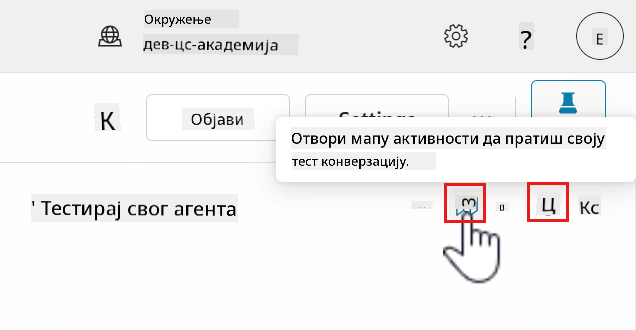 Окружење
дев-цс-академија
?
Е
К
Објави
Settings
Отвори мапу активности да пратиш своју
тест конверзацију.
' Тестирај свог агента
З
Ц
Кс